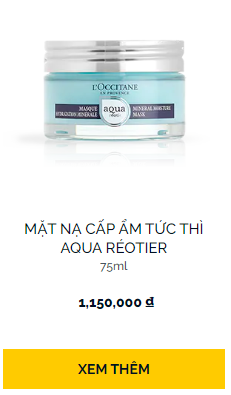 L'OCCITANE
EN PROVENCE
MASQUE
HYDRATATION MINÉRALE
aqua
réotier
MINERAL MOISTURE
MASK
MẶT NẠ CẤP ẨM TỨC THÌ
AQUA RÉOTIER
75ml
1,150,000 ₫
XEM THÊM